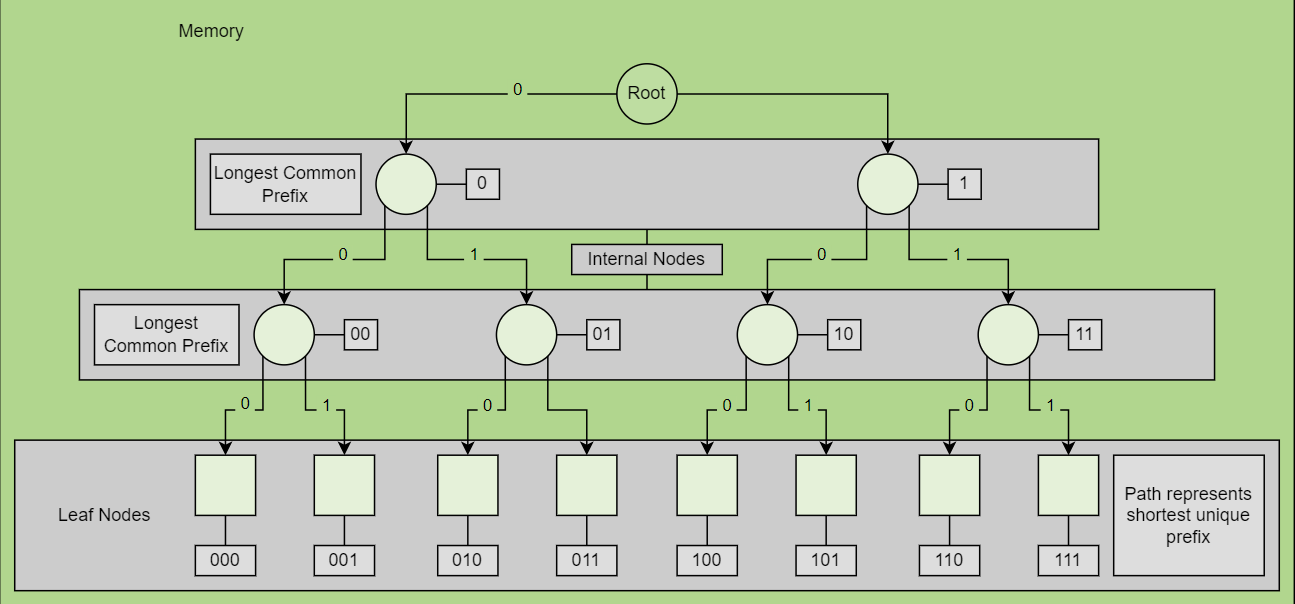 Memory
0
Root
Longest Common
Prefix
0
1
0
1
Internal Nodes
0
1
Longest
Common Prefix
00
01
10
11
0
1
0
0
1
0
1
Leaf Nodes
Path represents
shortest unique
prefix
000
001
010
011
100
101
110
111